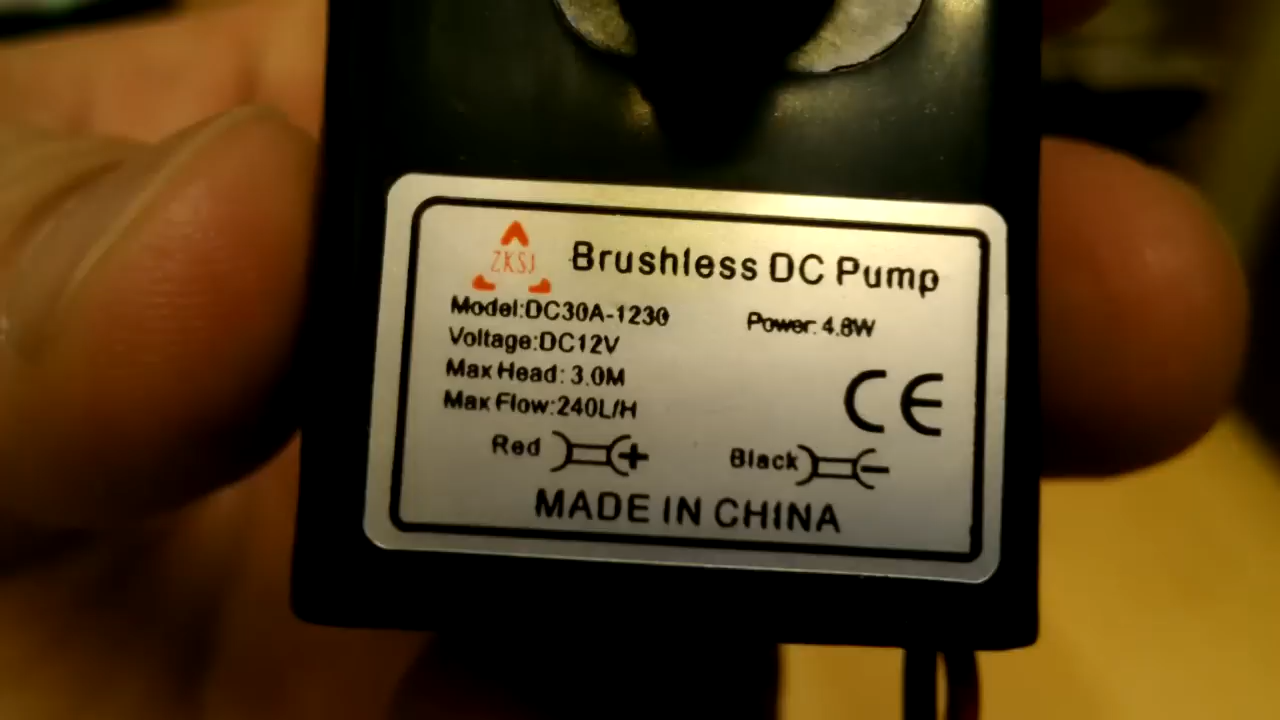 ZKSJ
Brushless DC Pump
Model:DC30A-1230
Power: 4.8W
Voltage:DC12V
Max Head: 3.0M
Max Flow:240L/H
CE
Red +
Black -
MADE IN CHINA